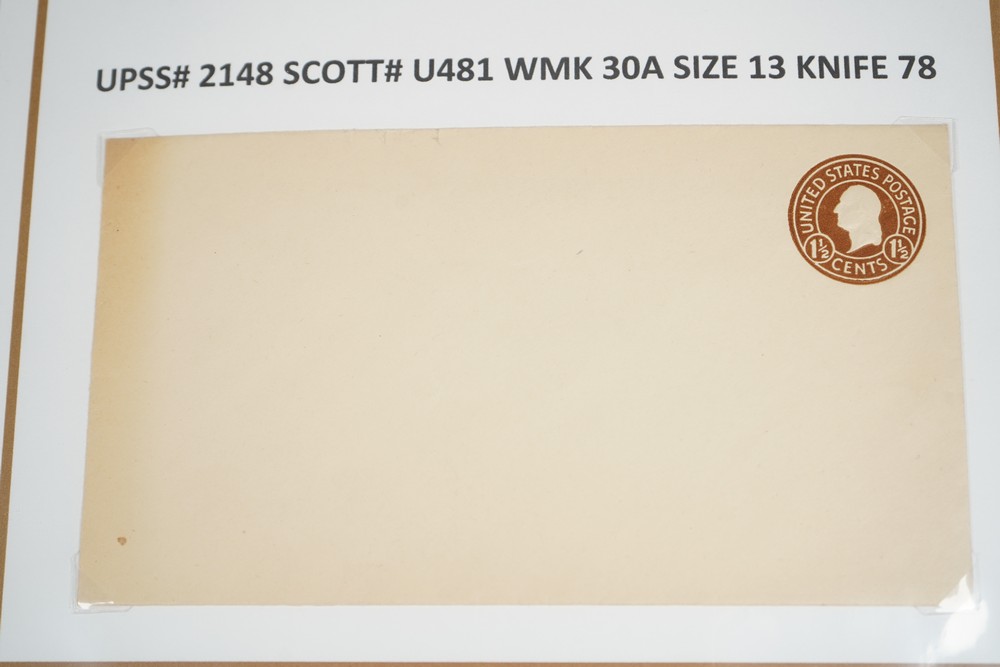 UPSS# 2148 SCOTT# U481 WMK 30A SIZE 13 KNIFE 78
UNITED STATES POSTAGE
1½ 1½
CENTS